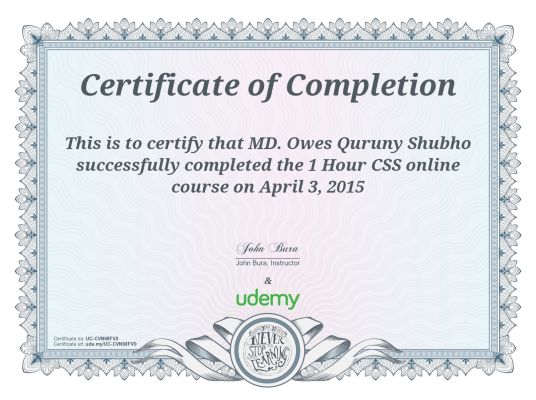 Certificate of Completion
This is to certify that MD. Owes Quruny Shubho
successfully completed the 1 Hour CSS online
course on April 3, 2015
John Bura
John Bura, Instructor
&
udemy
NEVER
STOP
LEARNING
Certificate no: UC-CVN68FV0
Certificate url: ude.my/UC-CVN68FV0